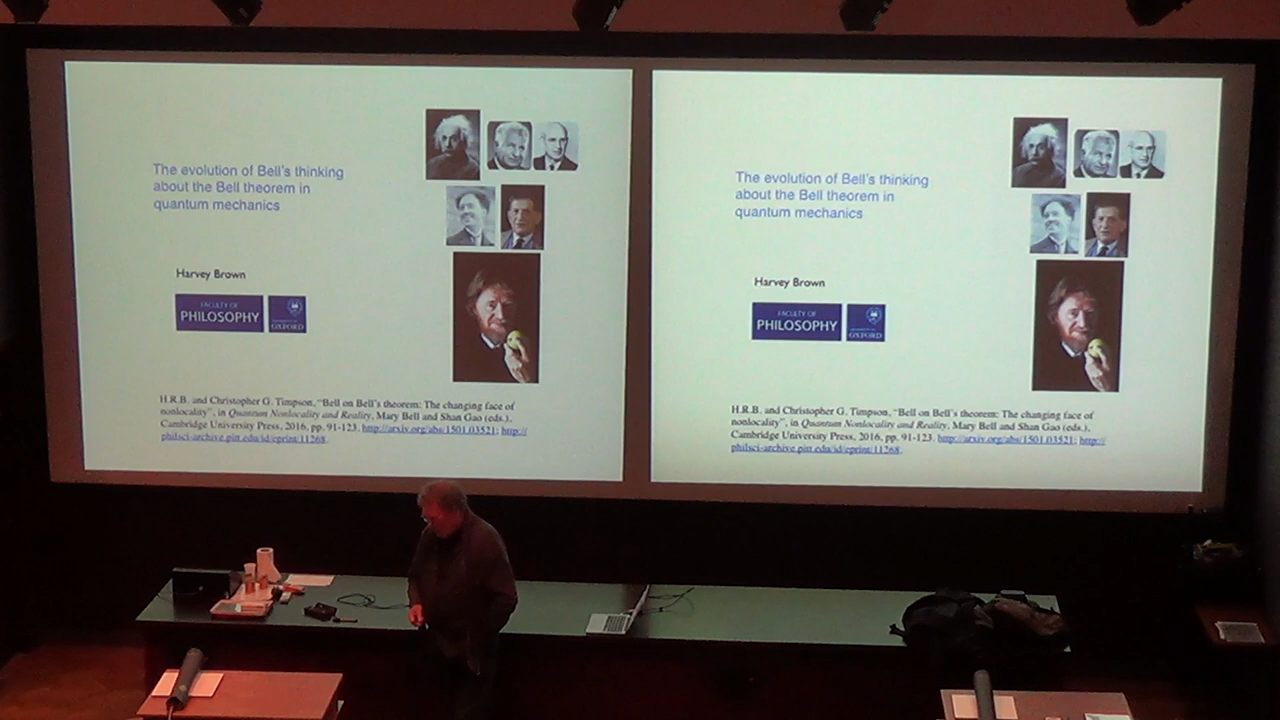 The evolution of Bell's thinking
about the Bell theorem in
quantum mechanics
Harvey Brown
FACULTY OF
PHILOSOPHY
UNIVERSITY OF
OXFORD
H.R.B. and Christopher G. Timpson, "Bell on Bell's theorem: The changing face of
nonlocality", in Quantum Nonlocality and Reality, Mary Bell and Shan Gao (eds.),
Cambridge University Press, 2016, pp. 91-123. http://arxiv.org/abs/1501.03521; http://
philsci-archive.pitt.edu/id/eprint/11268.
The evolution of Bell's thinking
about the Bell theorem in
quantum mechanics
Harvey Brown
FACULTY OF
PHILOSOPHY
UNIVERSITY OF
OXFORD
H.R.B. and Christopher G. Timpson, "Bell on Bell's theorem: The changing face of
nonlocality", in Quantum Nonlocality and Reality, Mary Bell and Shan Gao (eds.),
Cambridge University Press, 2016, pp. 91-123. http://arxiv.org/abs/1501.03521; http://
philsci-archive.pitt.edu/id/eprint/11268.